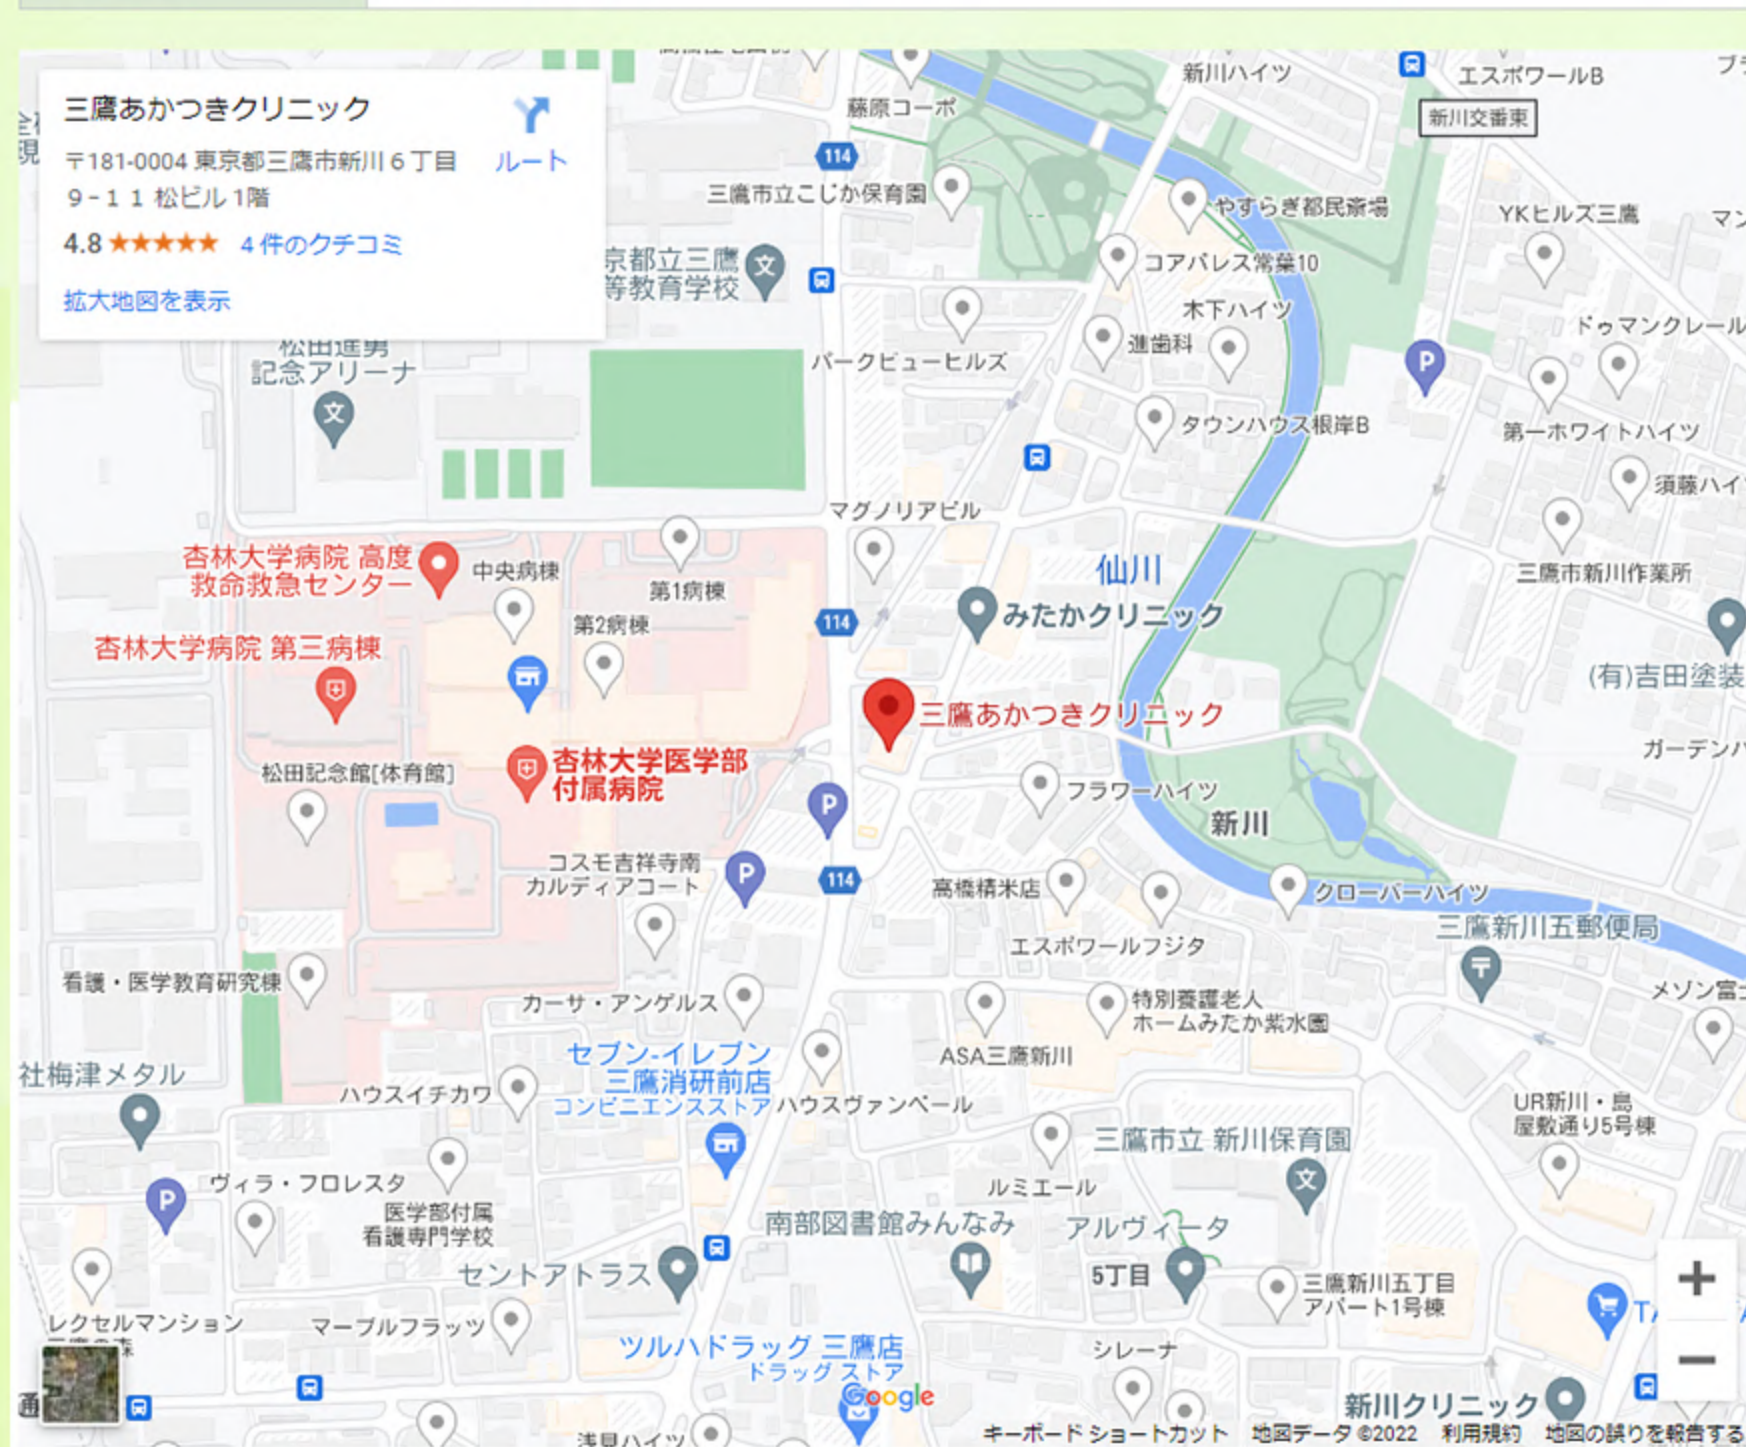 三鷹あかつきクリニック
〒181-0004 東京都三鷹市新川6丁目
9-11 松ビル 1階
ルート
4.8 ★★★★★ 4 件のクチコミ
拡大地図を表示
新川ハイツ
エスポワールB
藤原コーポ
新川交番東
114
三鷹市立こじか保育園
やすらぎ都民斎場
YKヒルズ三鷹
京都立三鷹
等教育学校
コアパレス常葉10
木下ハイツ
ドゥマンクレール
進歯科
パークビューヒルズ
松田進勇
記念アリーナ
P
タウンハウス根岸B
第一ホワイトハイツ
須藤ハイ
マグノリアビル
杏林大学病院 高度
救命救急センター
中央病棟
第1病棟
仙川
三鷹市新川作業所
第2病棟
114
みたかクリニック
杏林大学病院 第三病棟
(有)吉田塗装
三鷹あかつきクリニック
杏林大学医学部
付属病院
ガーデン
松田記念館[体育館]
フラワーハイツ
P
新川
コスモ吉祥寺南
カルディアコート
P
114
高橋精米店
クローバーハイツ
三鷹新川五郵便局
エスポワールフジタ
看護・医学教育研究棟
カーサ・アンゲルス
特別養護老人
ホームみたか紫水園
メゾン富士
ASA三鷹新川
セブン-イレブン
三鷹消研前店
コンビニエンスストア
社梅津メタル
ハウスイチカワ
ハウスヴァンベール
UR新川・島
屋敷通り5号棟
三鷹市立 新川保育園
ヴィラ・フロレスタ
P
ルミエール
医学部付属
看護専門学校
南部図書館みんなみ
アルヴィータ
セントアトラス
5丁目
三鷹新川五丁目
アパート1号棟
レクセルマンション
マーブルフラッツ
ツルハドラッグ 三鷹店
ドラッグ ストア
シレーナ
Google
新川クリニック
浅見ハイツ
キーボード ショートカット 地図データ ©2022 利用規約 地図の誤りを報告する